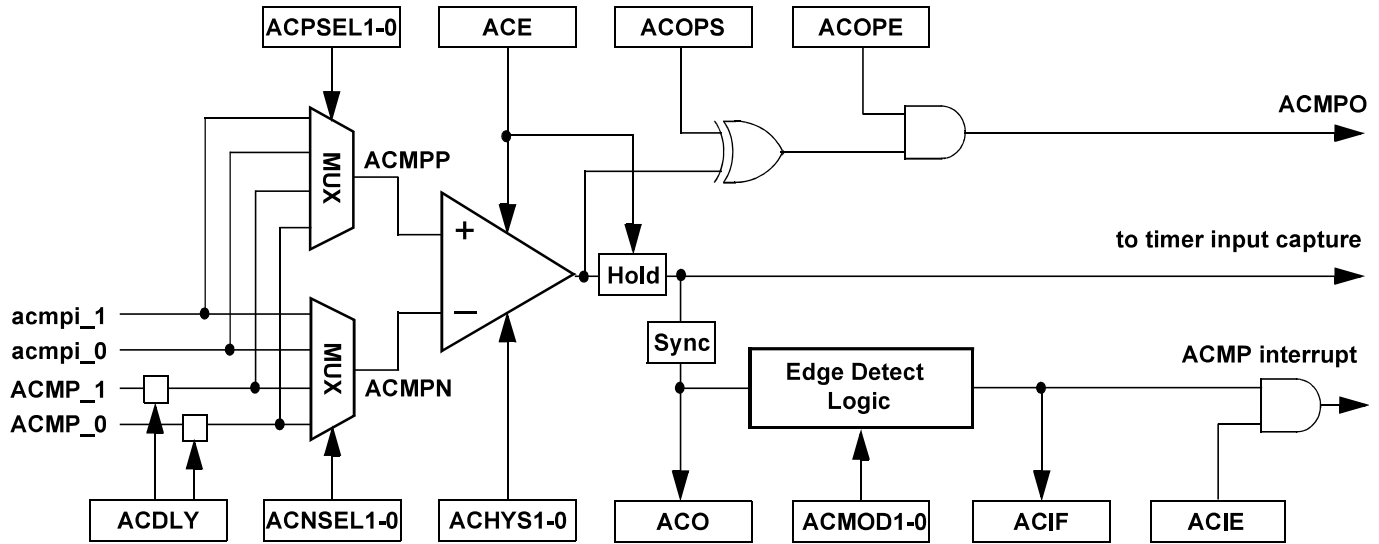 ACPSEL1-0
ACE
ACOPS
ACOPE
ACMPO
MUX
ACMPP
+
to timer input capture
Hold
acmpi_1
acmpi_0
ACMP_1
ACMP_0
MUX
ACMPN
–
Sync
Edge Detect
Logic
ACMP interrupt
ACDLY
ACNSEL1-0
ACHYS1-0
ACO
ACMOD1-0
ACIF
ACIE